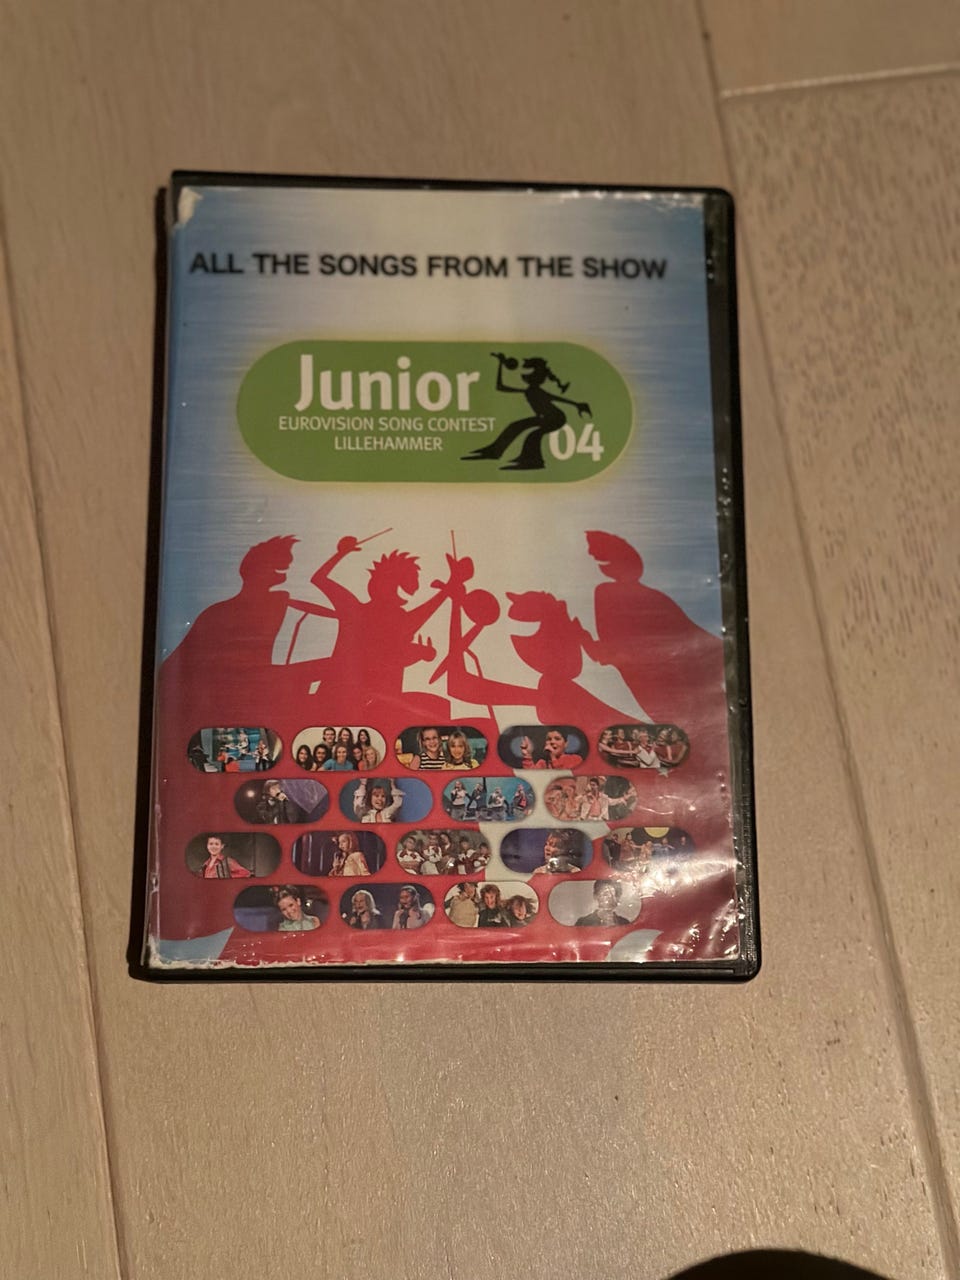 ALL THE SONGS FROM THE SHOW
Junior
EUROVISION SONG CONTEST
LILLEHAMMER
04